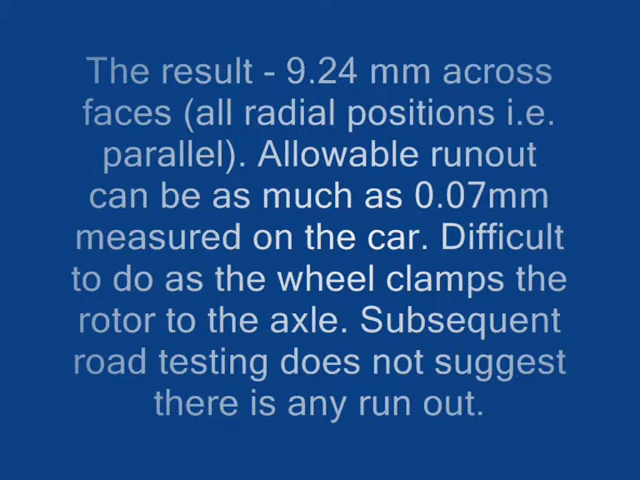 The result - 9.24 mm across
faces (all radial positions i.e.
parallel). Allowable runout
can be as much as 0.07mm
measured on the car. Difficult
to do as the wheel clamps the
rotor to the axle. Subsequent
road testing does not suggest
there is any run out.